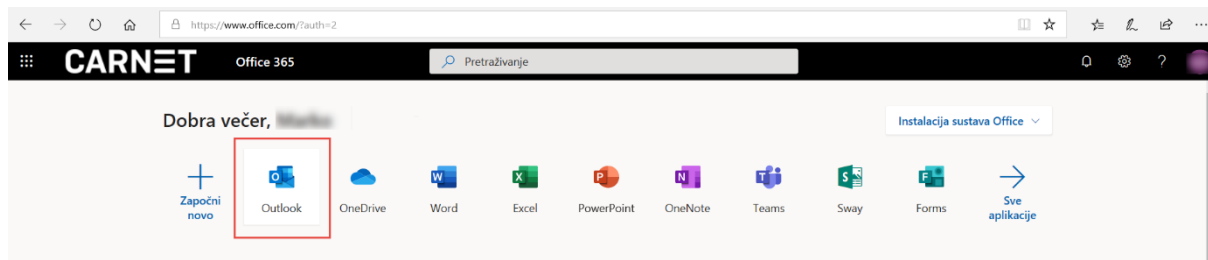 https://www.office.com/?auth=2
CARNET Office 365 Pretraživanje ?
Dobra večer,
Instalacija sustava Office
Započni novo
Outlook
OneDrive
Word
Excel
PowerPoint
OneNote
Teams
Sway
Forms
Sve aplikacije